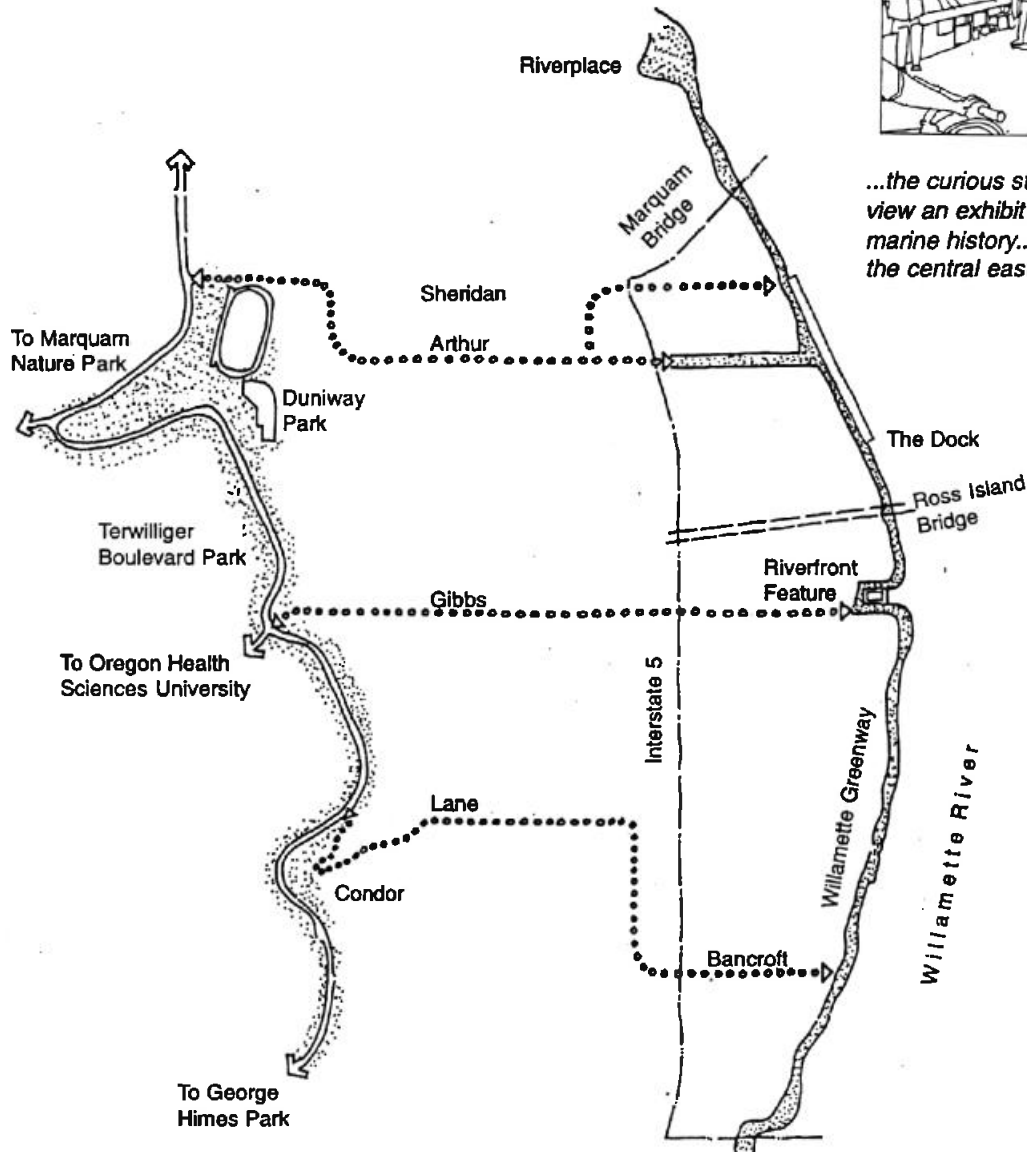 Riverplace
...the curious st
view an exhibit
marine history..
the central eas
Marquam
Bridge
Sheridan
Arthur
To Marquam
Nature Park
Duniway
Park
The Dock
Ross Island
Bridge
Terwilliger
Boulevard Park
Riverfront
Feature
Gibbs
To Oregon Health
Sciences University
Interstate 5
Willamette Greenway
Willamette River
Lane
Condor
Bancroft
To George
Himes Park